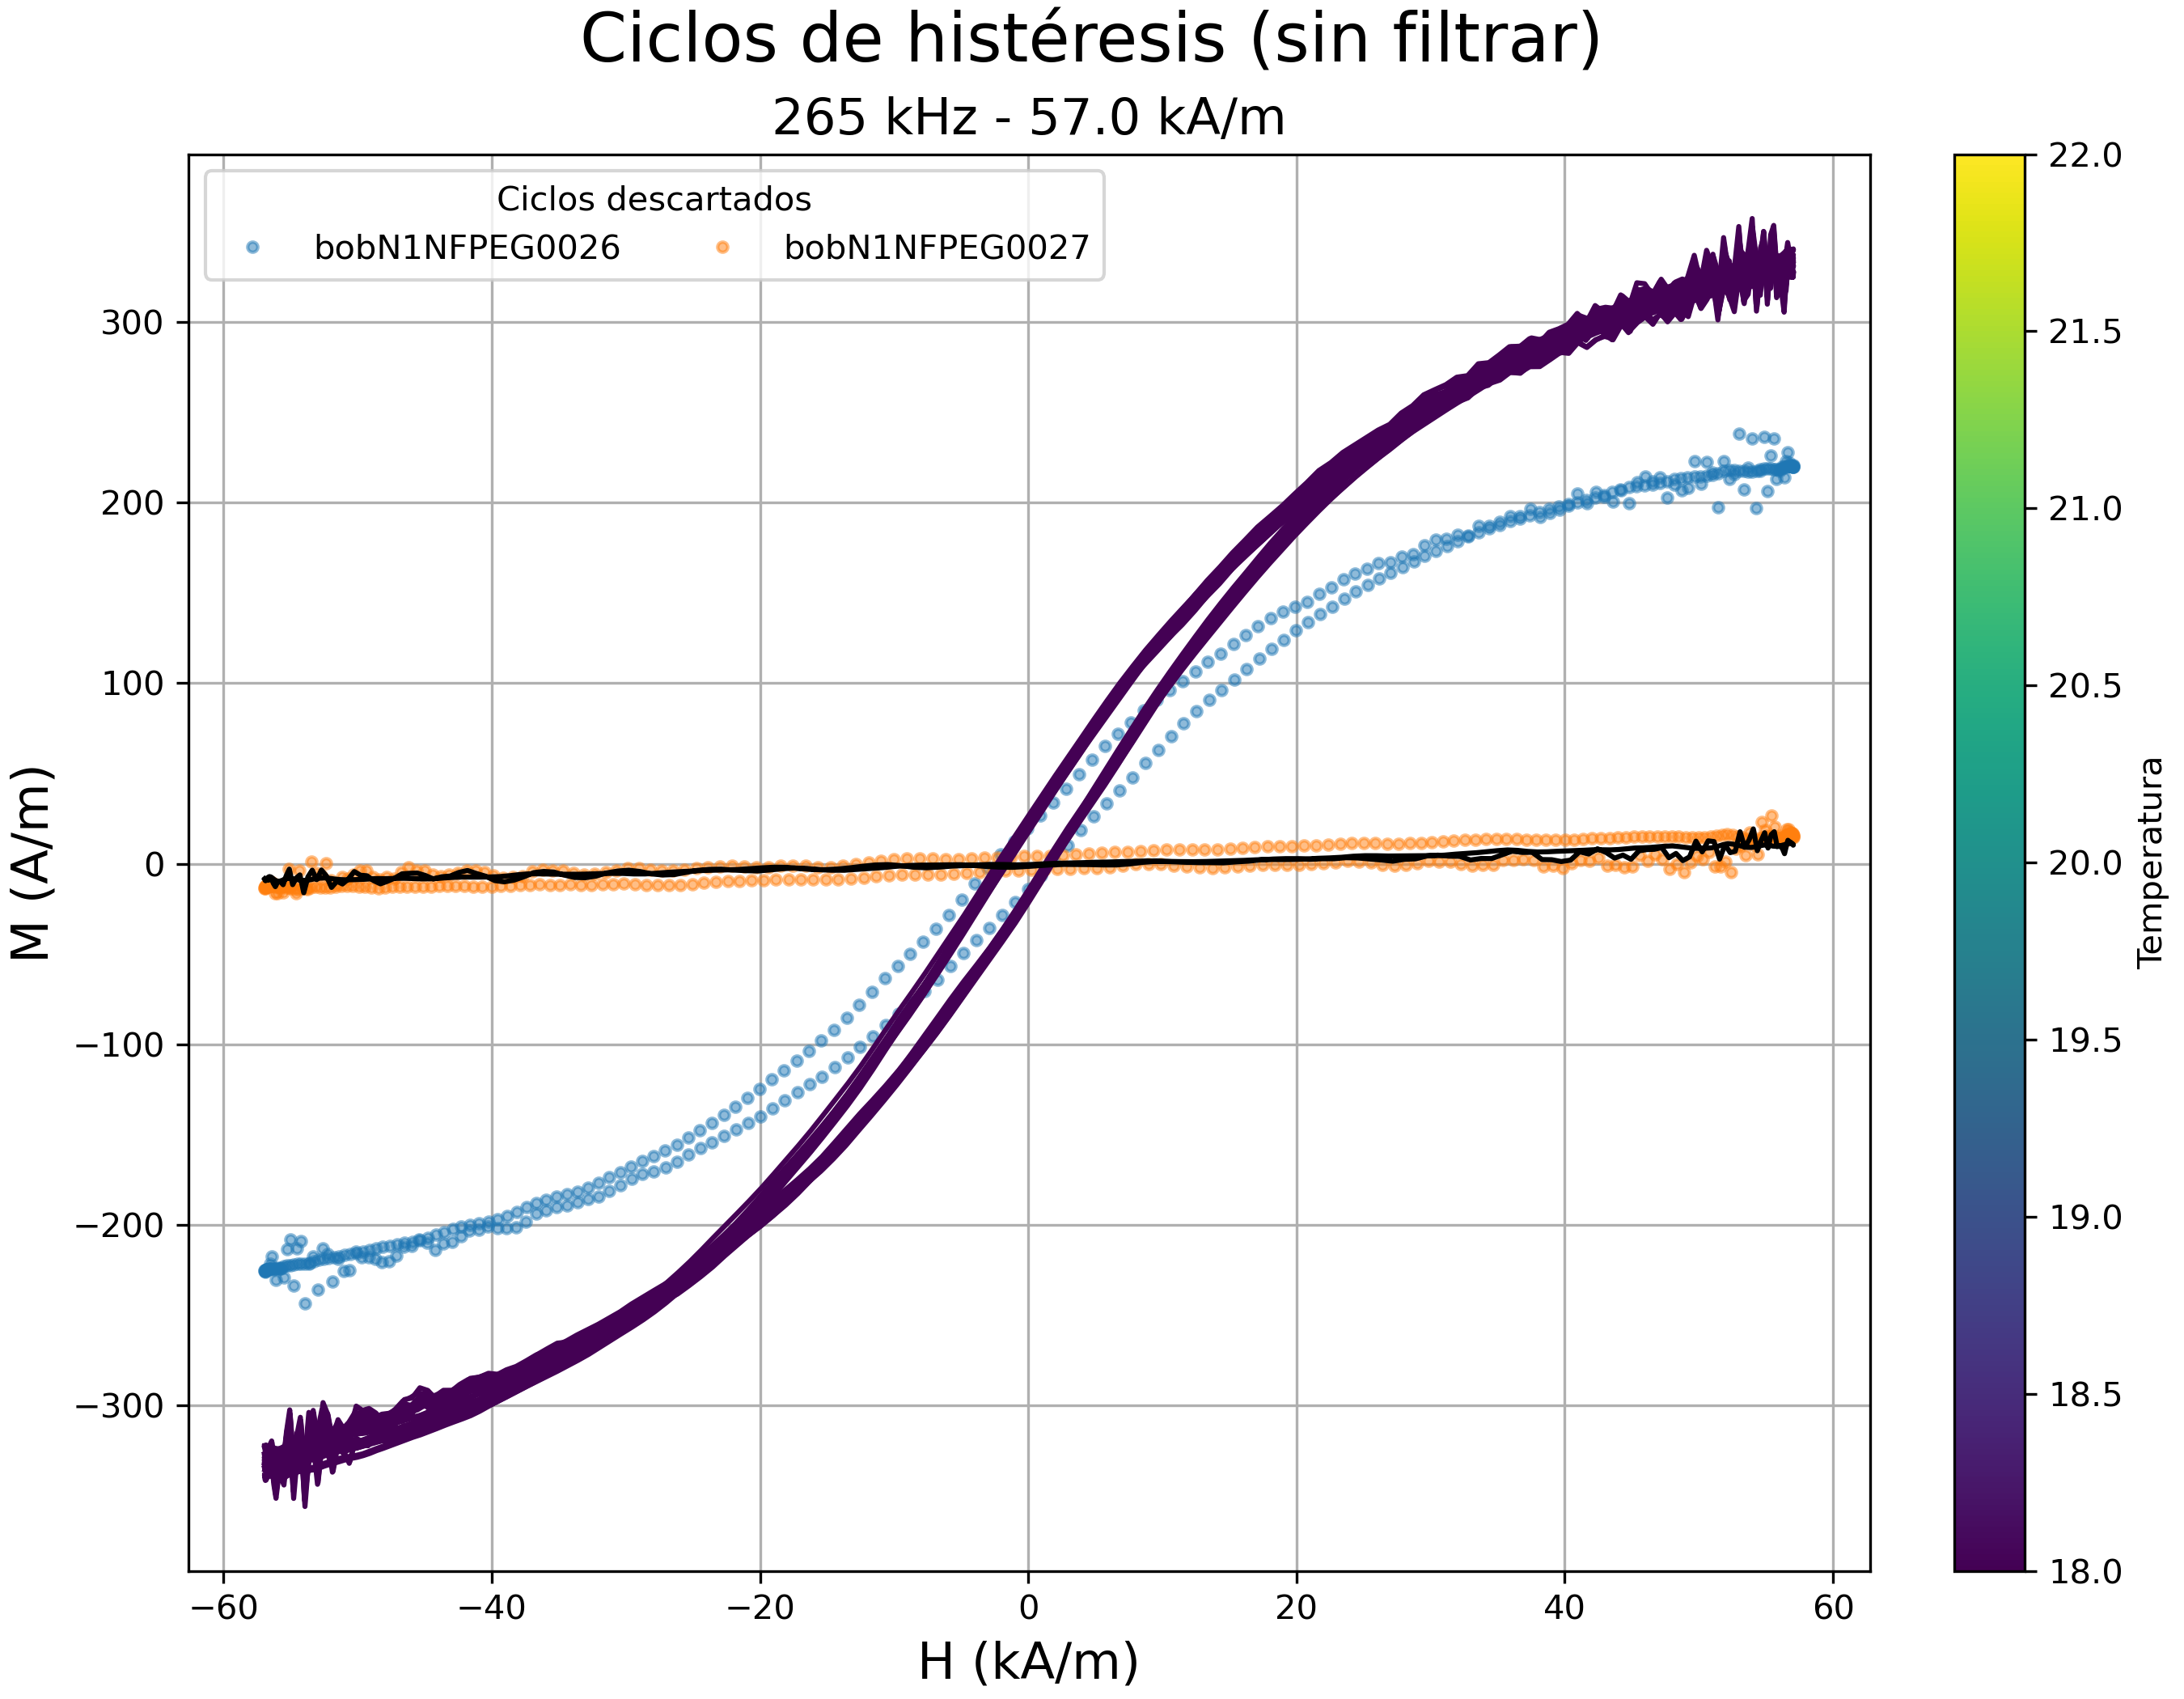 Ciclos de histéresis (sin filtrar)
265 kHz - 57.0 kA/m
Ciclos descartados
bobN1NFPEG0026 bobN1NFPEG0027
M (A/m)
300
200
100
0
−100
−200
−300
−60 −40 −20 0 20 40 60
H (kA/m)
22.0
21.5
21.0
20.5
20.0
19.5
19.0
18.5
18.0
Temperatura